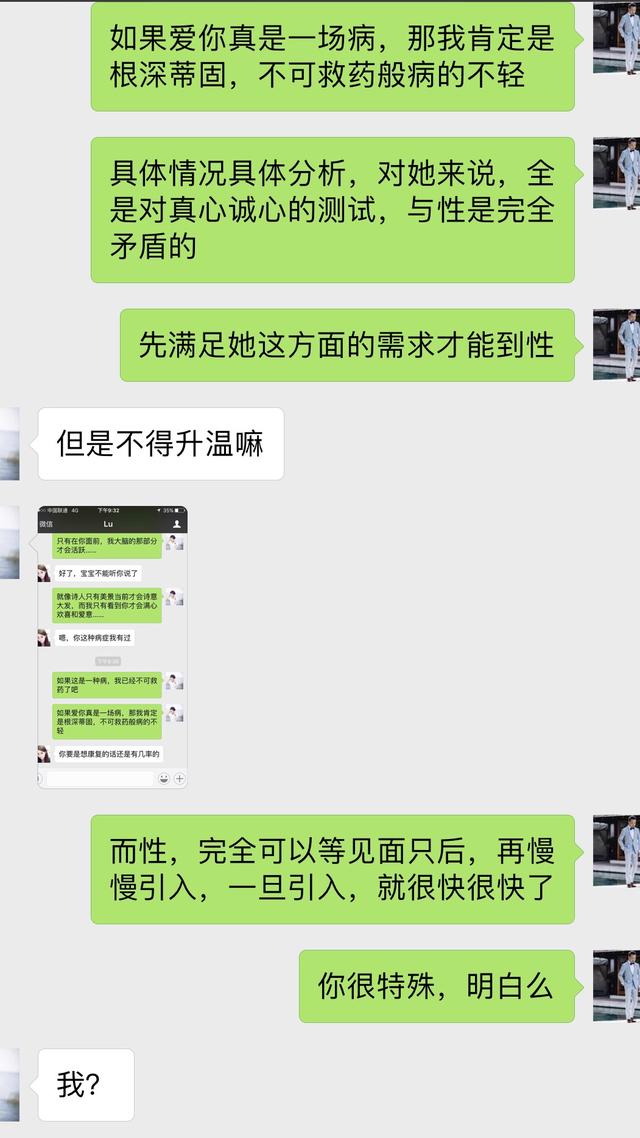 如果爱你真是一场病，那我肯定是
根深蒂固，不可救药般病的不轻
具体情况具体分析，对她来说，全
是对真心诚心的测试，与性是完全
矛盾的
先满足她这方面的需求才能到性
但是不得升温嘛
中国联通 4G 下午9:32 35%
微信 Lu
只有在你面前，我大脑的那部分
才会活跃......
好了，宝宝不能听你说了
就像诗人只有美景当前才会诗意
大发，而我只有看到你才会满心
欢喜和爱意......
嗯，你这种病症我有过
如果这是一种病，我已经不可救
药了吧
如果爱你真是一场病，那我肯定
是根深蒂固，不可救药般病的不
轻
你要是想康复的话还是有几率的
而性，完全可以等见面只后，再慢
慢引入，一旦引入，就很快很快了
你很特殊，明白么
我？